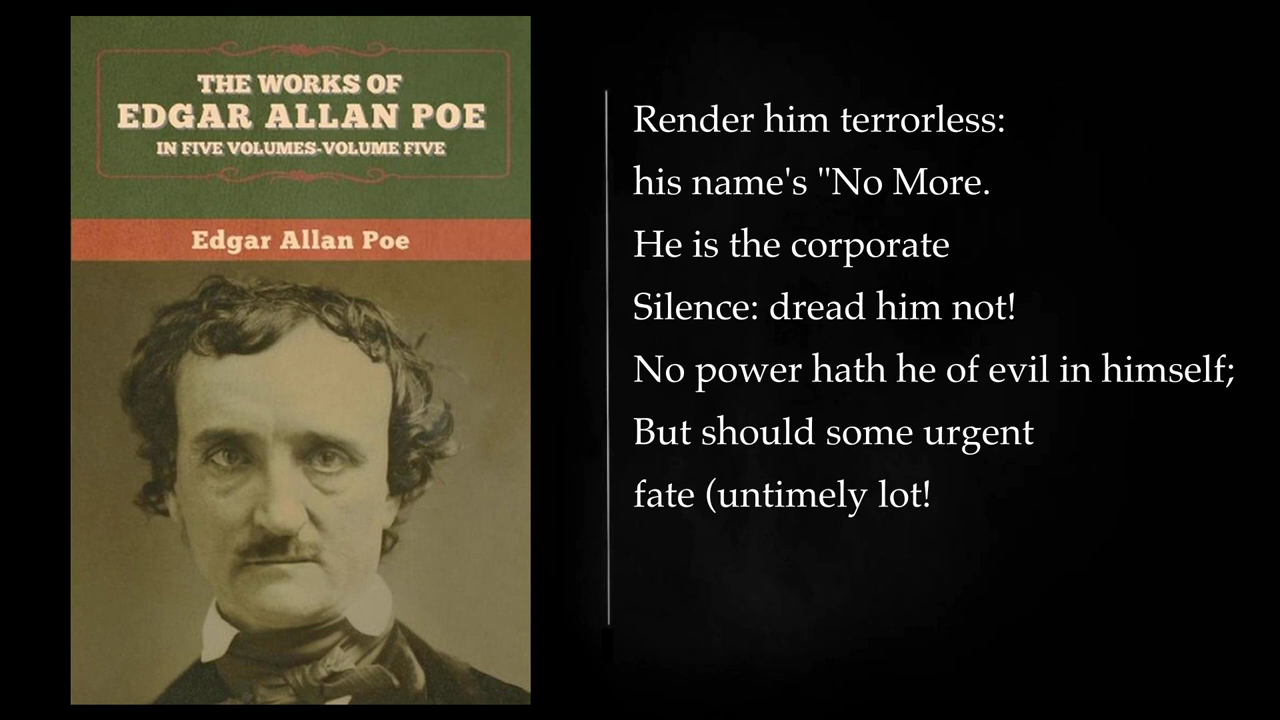 THE WORKS OF
EDGAR ALLAN POE
IN FIVE VOLUMES-VOLUME FIVE
Edgar Allan Poe
Render him terrorless:
his name's "No More.
He is the corporate
Silence: dread him not!
No power hath he of evil in himself;
But should some urgent
fate (untimely lot!